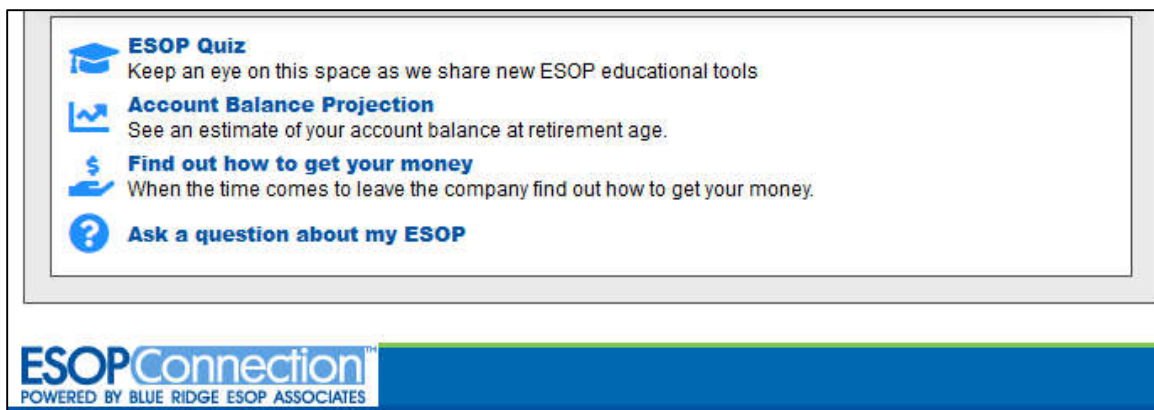 ESOP Quiz
Keep an eye on this space as we share new ESOP educational tools
Account Balance Projection
See an estimate of your account balance at retirement age.
$
Find out how to get your money
When the time comes to leave the company find out how to get your money.
?
Ask a question about my ESOP
ESOPConnection™
POWERED BY BLUE RIDGE ESOP ASSOCIATES